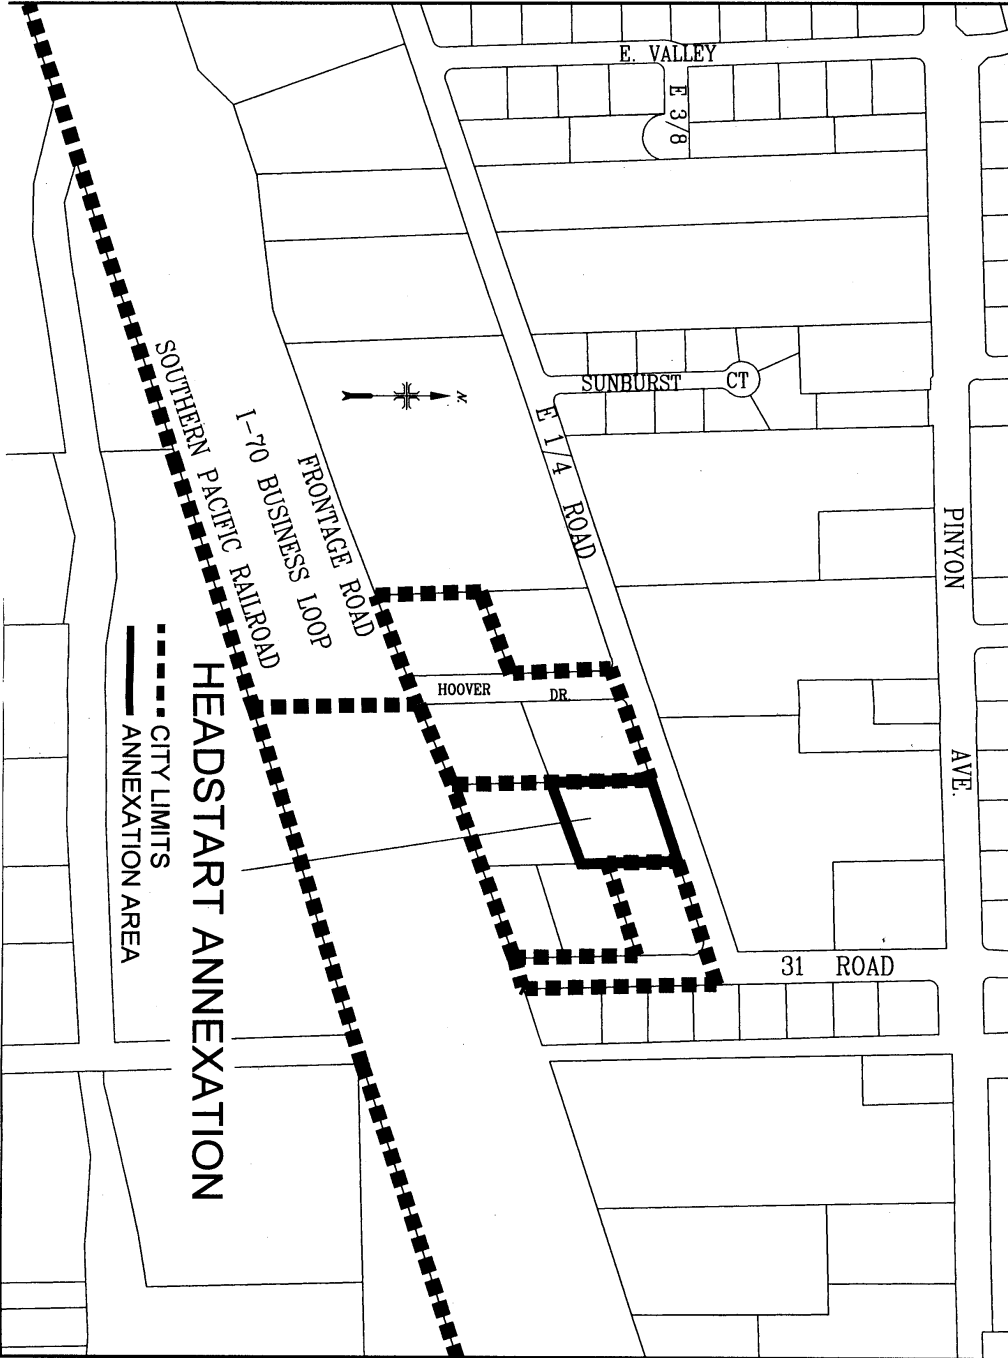 E. VALLEY
E 3/8
SUNBURST CT
E 1/4 ROAD
PINYON AVE.
N
FRONTAGE ROAD
I-70 BUSINESS LOOP
SOUTHERN PACIFIC RAILROAD
HOOVER DR.
31 ROAD
HEADSTART ANNEXATION
CITY LIMITS
ANNEXATION AREA